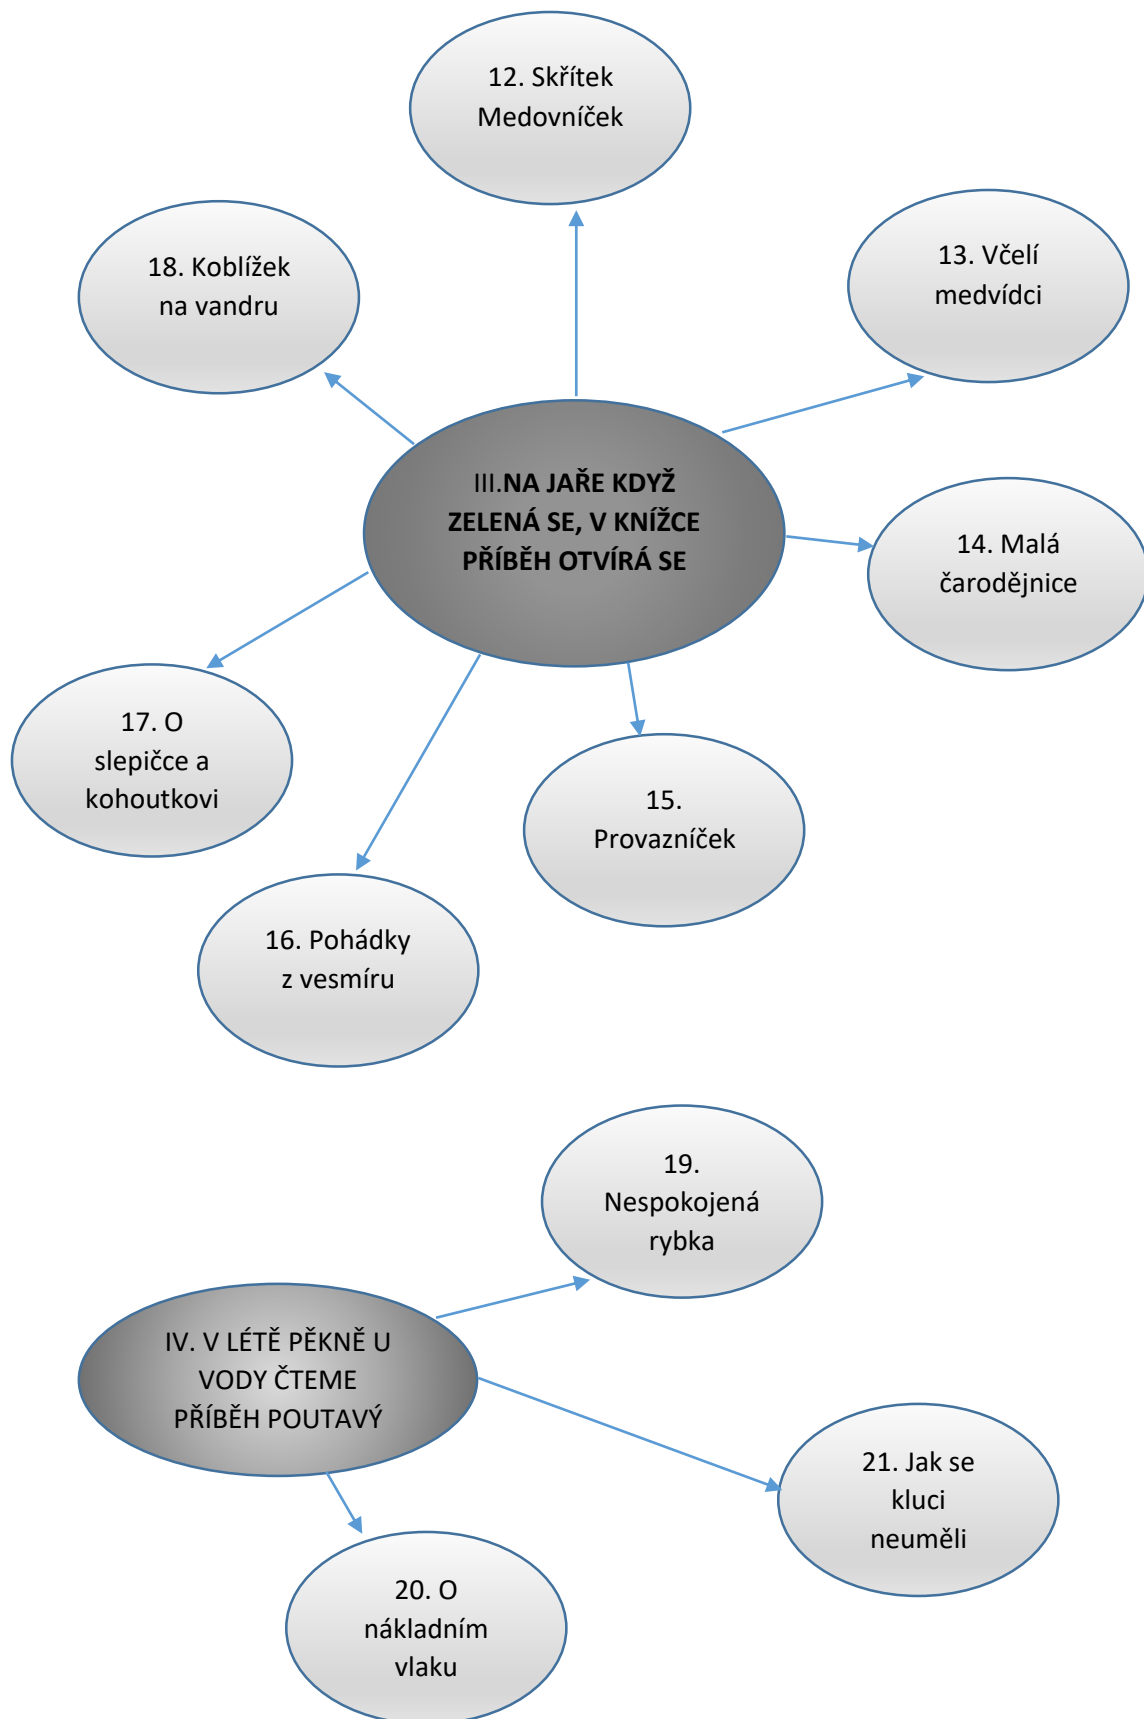 12. Skřítek
Medovníček
18. Koblížek
na vandru
13. Včelí
medvídci
III.NA JAŘE KDYŽ
ZELENÁ SE, V KNÍŽCE
PŘÍBĚH OTVÍRÁ SE
14. Malá
čarodějnice
17. O
slepičce a
kohoutkovi
15.
Provazníček
16. Pohádky
z vesmíru
19.
Nespokojená
rybka
IV. V LÉTĚ PĚKNĚ U
VODY ČTEME
PŘÍBĚH POUTAVÝ
21. Jak se
kluci
neuměli
20. O
nákladním
vlaku